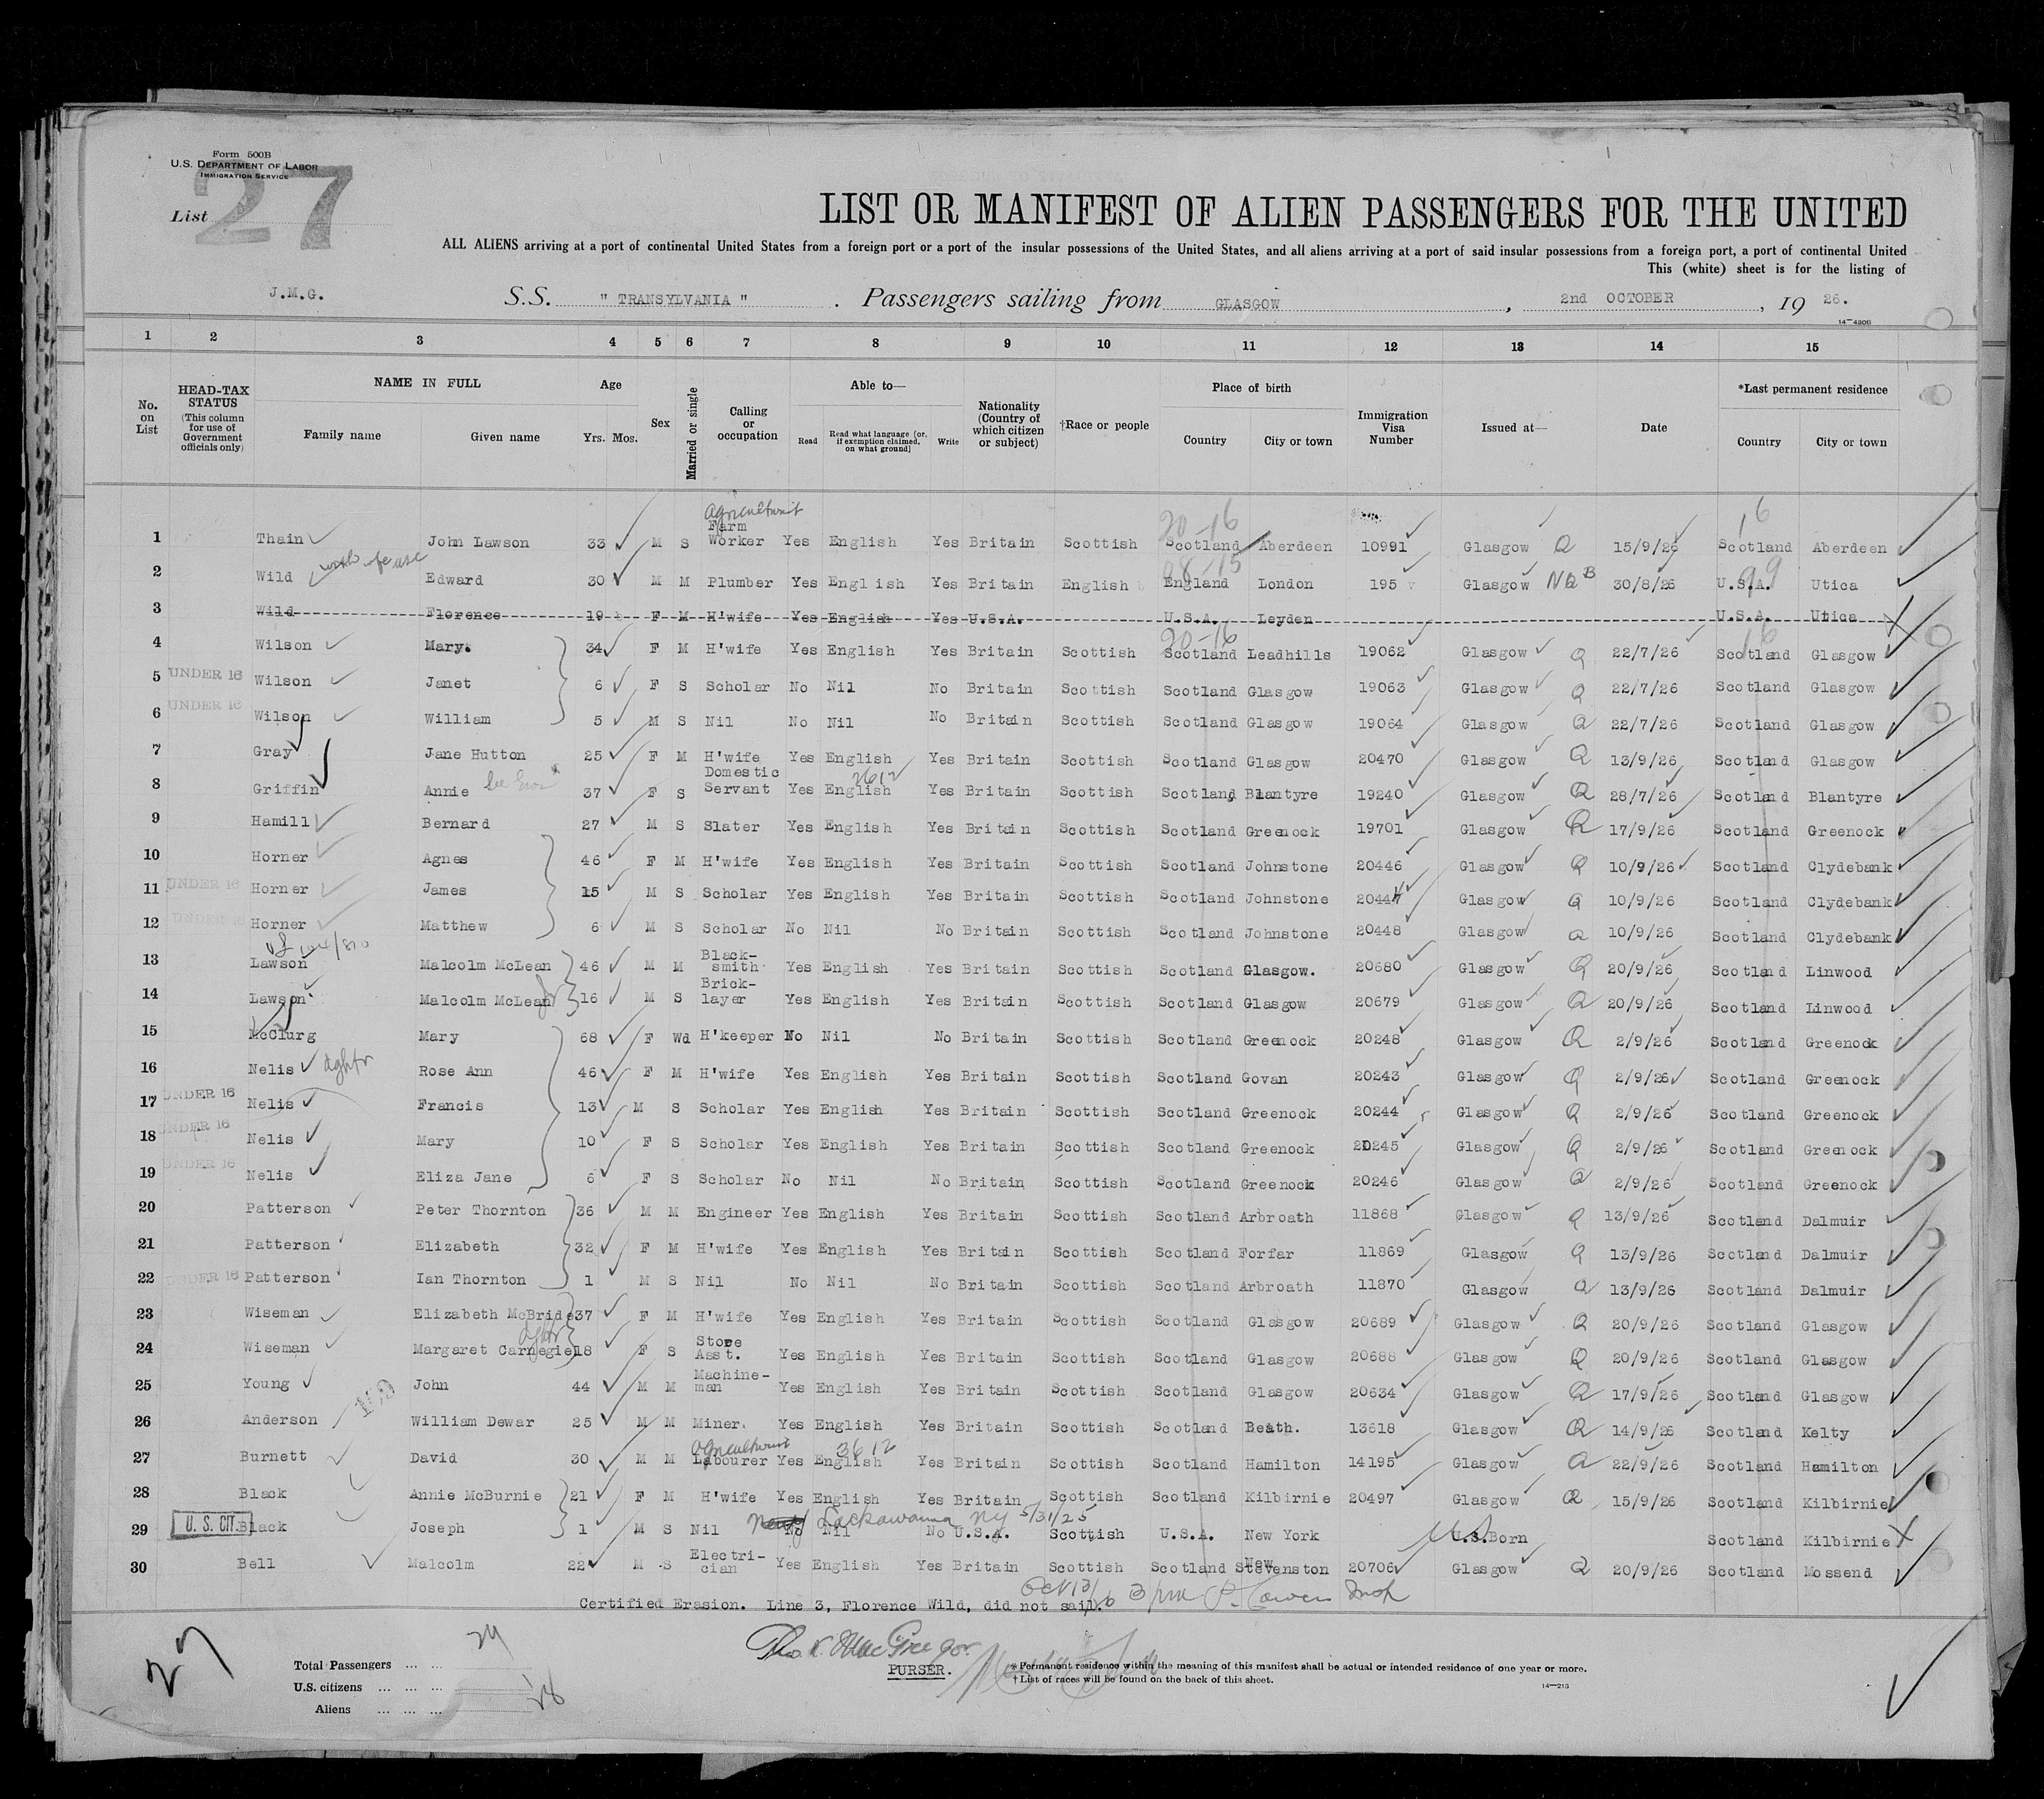 Form 500B
U.S. DEPARTMENT OF LABOR
IMMIGRATION SERVICE
List 27
LIST OR MANIFEST OF ALIEN PASSENGERS FOR THE UNITED
ALL ALIENS arriving at a port of continental United States from a foreign port or a port of the insular possessions of the United States, and all aliens arriving at a port of said insular possessions from a foreign port, a port of continental United
This (white) sheet is for the listing of
J.M.G. S.S. " TRANSYLVANIA " . Passengers sailing from GLASGOW , 2nd OCTOBER , 19 26.
14—4306
1 2 3 4 5 6 7 8 9 10 11 12 13 14 15
No. on List HEAD-TAX STATUS (This column for use of Government officials only) NAME IN FULL Family name Given name Age Yrs. Mos. Sex Married or single Calling or occupation Able to— Read Read what language [or, if exemption claimed, on what ground] Write Nationality (Country of which citizen or subject) †Race or people Place of birth Country City or town Immigration Visa Number Issued at— Date *Last permanent residence Country City or town
Agriculturist 20-16 16
1 Thain John Lawson 33 M S Farm Worker Yes English Yes Britain Scottish Scotland Aberdeen 10991 Glasgow Q 15/9/26 Scotland Aberdeen
2 Wild Edward 30 M M Plumber Yes English Yes Britain English England London 195 Glasgow NQB 30/8/26 U.S.A. Utica
3 Wild Florence 19 F M H'wife Yes English Yes U.S.A. U.S.A. Leyden U.S.A. Utica
20-16 16
4 Wilson Mary. 34 F M H'wife Yes English Yes Britain Scottish Scotland Leadhills 19062 Glasgow Q 22/7/26 Scotland Glasgow
5 UNDER 16 Wilson Janet 6 F S Scholar No Nil No Britain Scottish Scotland Glasgow 19063 Glasgow Q 22/7/26 Scotland Glasgow
6 UNDER 16 Wilson William 5 M S Nil No Nil No Britain Scottish Scotland Glasgow 19064 Glasgow Q 22/7/26 Scotland Glasgow
7 Gray Jane Hutton 25 F M H'wife Yes English Yes Britain Scottish Scotland Glasgow 20470 Glasgow Q 13/9/26 Scotland Glasgow
8 Griffin Annie 37 F S Domestic Servant Yes English Yes Britain Scottish Scotland Blantyre 19240 Glasgow Q 28/7/26 Scotland Blantyre
9 Hamill Bernard 27 M S Slater Yes English Yes Britain Scottish Scotland Greenock 19701 Glasgow Q 17/9/26 Scotland Greenock
10 Horner Agnes 46 F M H'wife Yes English Yes Britain Scottish Scotland Johnstone 20446 Glasgow Q 10/9/26 Scotland Clydebank
11 UNDER 16 Horner James 15 M S Scholar Yes English Yes Britain Scottish Scotland Johnstone 20447 Glasgow Q 10/9/26 Scotland Clydebank
12 UNDER 16 Horner Matthew 6 M S Scholar No Nil No Britain Scottish Scotland Johnstone 20448 Glasgow Q 10/9/26 Scotland Clydebank
13 Lawson Malcolm McLean 46 M M Black-smith Yes English Yes Britain Scottish Scotland Glasgow. 20680 Glasgow Q 20/9/26 Scotland Linwood
14 Lawson Malcolm McLean Jr 16 M S Brick-layer Yes English Yes Britain Scottish Scotland Glasgow 20679 Glasgow Q 20/9/26 Scotland Linwood
15 McClurg Mary 68 F Wd H'keeper No Nil No Britain Scottish Scotland Greenock 20248 Glasgow Q 2/9/26 Scotland Greenock
16 Nelis dghtr Rose Ann 46 F M H'wife Yes English Yes Britain Scottish Scotland Govan 20243 Glasgow Q 2/9/26 Scotland Greenock
17 UNDER 16 Nelis Francis 13 M S Scholar Yes English Yes Britain Scottish Scotland Greenock 20244 Glasgow Q 2/9/26 Scotland Greenock
18 UNDER 16 Nelis Mary 10 F S Scholar Yes English Yes Britain Scottish Scotland Greenock 20245 Glasgow Q 2/9/26 Scotland Greenock
19 UNDER 16 Nelis Eliza Jane 6 F S Scholar No Nil No Britain Scottish Scotland Greenock 20246 Glasgow Q 2/9/26 Scotland Greenock
20 Patterson Peter Thornton 36 M M Engineer Yes English Yes Britain Scottish Scotland Arbroath 11868 Glasgow Q 13/9/26 Scotland Dalmuir
21 Patterson Elizabeth 32 F M H'wife Yes English Yes Britain Scottish Scotland Forfar 11869 Glasgow Q 13/9/26 Scotland Dalmuir
22 UNDER 16 Patterson Ian Thornton 1 M S Nil No Nil No Britain Scottish Scotland Arbroath 11870 Glasgow Q 13/9/26 Scotland Dalmuir
23 Wiseman Elizabeth McBride 37 F M H'wife Yes English Yes Britain Scottish Scotland Glasgow 20689 Glasgow Q 20/9/26 Scotland Glasgow
24 Wiseman Margaret Carnegie 18 F S Store Asst. Yes English Yes Britain Scottish Scotland Glasgow 20688 Glasgow Q 20/9/26 Scotland Glasgow
25 Young John 44 M M Machine-man Yes English Yes Britain Scottish Scotland Glasgow 20634 Glasgow Q 17/9/26 Scotland Glasgow
26 Anderson William Dewar 25 M M Miner. Yes English Yes Britain Scottish Scotland Beath. 13618 Glasgow Q 14/9/26 Scotland Kelty
Agriculturist 3612
27 Burnett David 30 M M Labourer Yes English Yes Britain Scottish Scotland Hamilton 14195 Glasgow Q 22/9/26 Scotland Hamilton
28 Black Annie McBurnie 21 F M H'wife Yes English Yes Britain Scottish Scotland Kilbirnie 20497 Glasgow Q 15/9/26 Scotland Kilbirnie
Lackawanna NY 5/31/25
29 U. S. CIT. Black Joseph 1 M S Nil No Nil No U.S.A. Scottish U.S.A. New York U.S.Born Scotland Kilbirnie
30 Bell Malcolm 22 M S Electri-cian Yes English Yes Britain Scottish Scotland New Stevenston 20706 Glasgow Q 20/9/26 Scotland Mossend
Certified Erasion. Line 3, Florence Wild, did not sail.
PURSER.
27
Total Passengers ... ... 29
U.S. citizens ... ... ...
Aliens ... ... ... 28
* Permanent residence within the meaning of this manifest shall be actual or intended residence of one year or more.
† List of races will be found on the back of this sheet.
14—213